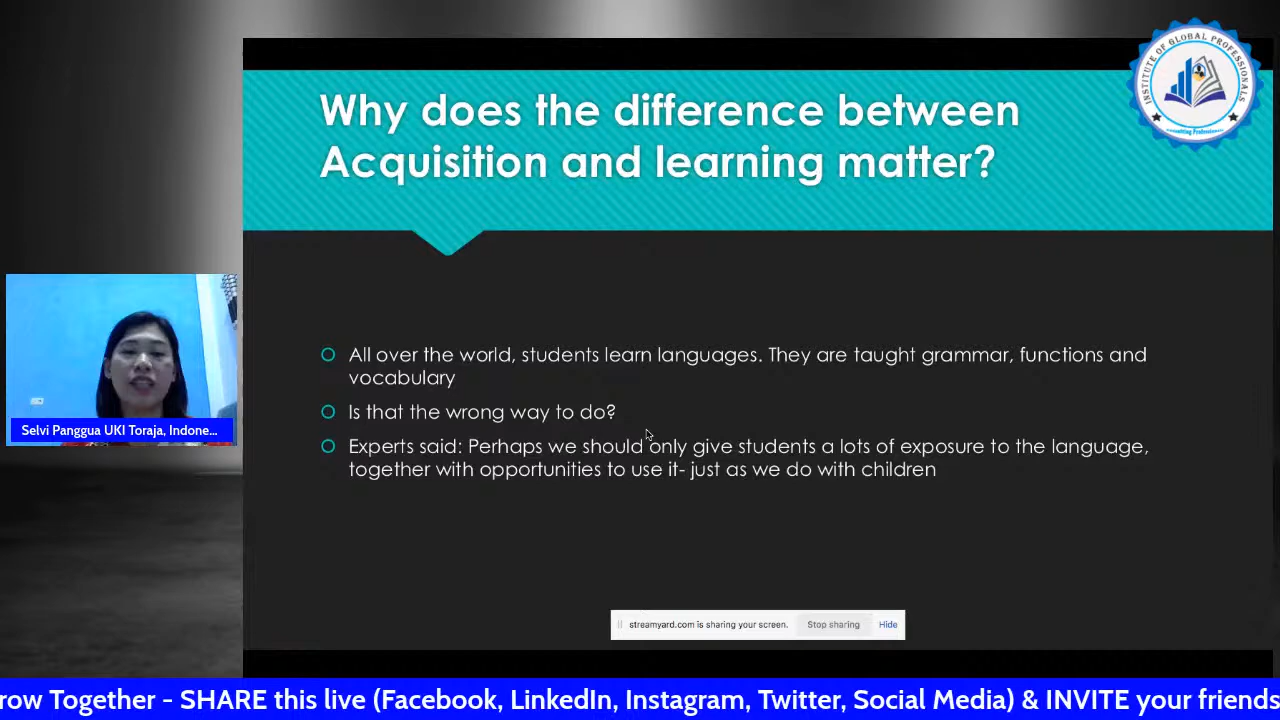 INSTITUTE OF GLOBAL PROFESSIONALS
Why does the difference between
Acquisition and learning matter?
All over the world, students learn languages. They are taught grammar, functions and
vocabulary
Is that the wrong way to do?
Experts said: Perhaps we should only give students a lots of exposure to the language,
together with opportunities to use it- just as we do with children
Selvi Panggua UKI Toraja, Indone...
streamyard.com is sharing your screen.
Stop sharing
Hide
row Together - SHARE this live (Facebook, LinkedIn, Instagram, Twitter, Social Media) & INVITE your friends